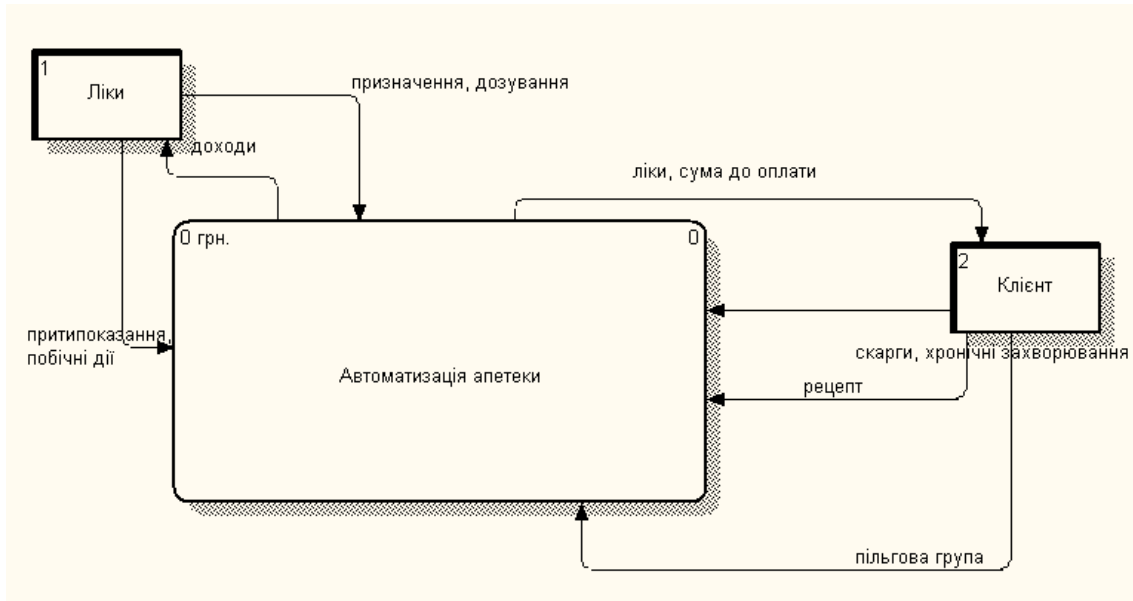 1
Ліки
призначення, дозування
доходи
ліки, сума до оплати
0 грн.
0
2
Клієнт
притипоказання,
побічні дії
скарги, хронічні захворювання
Автоматизація апетеки
рецепт
пільгова група